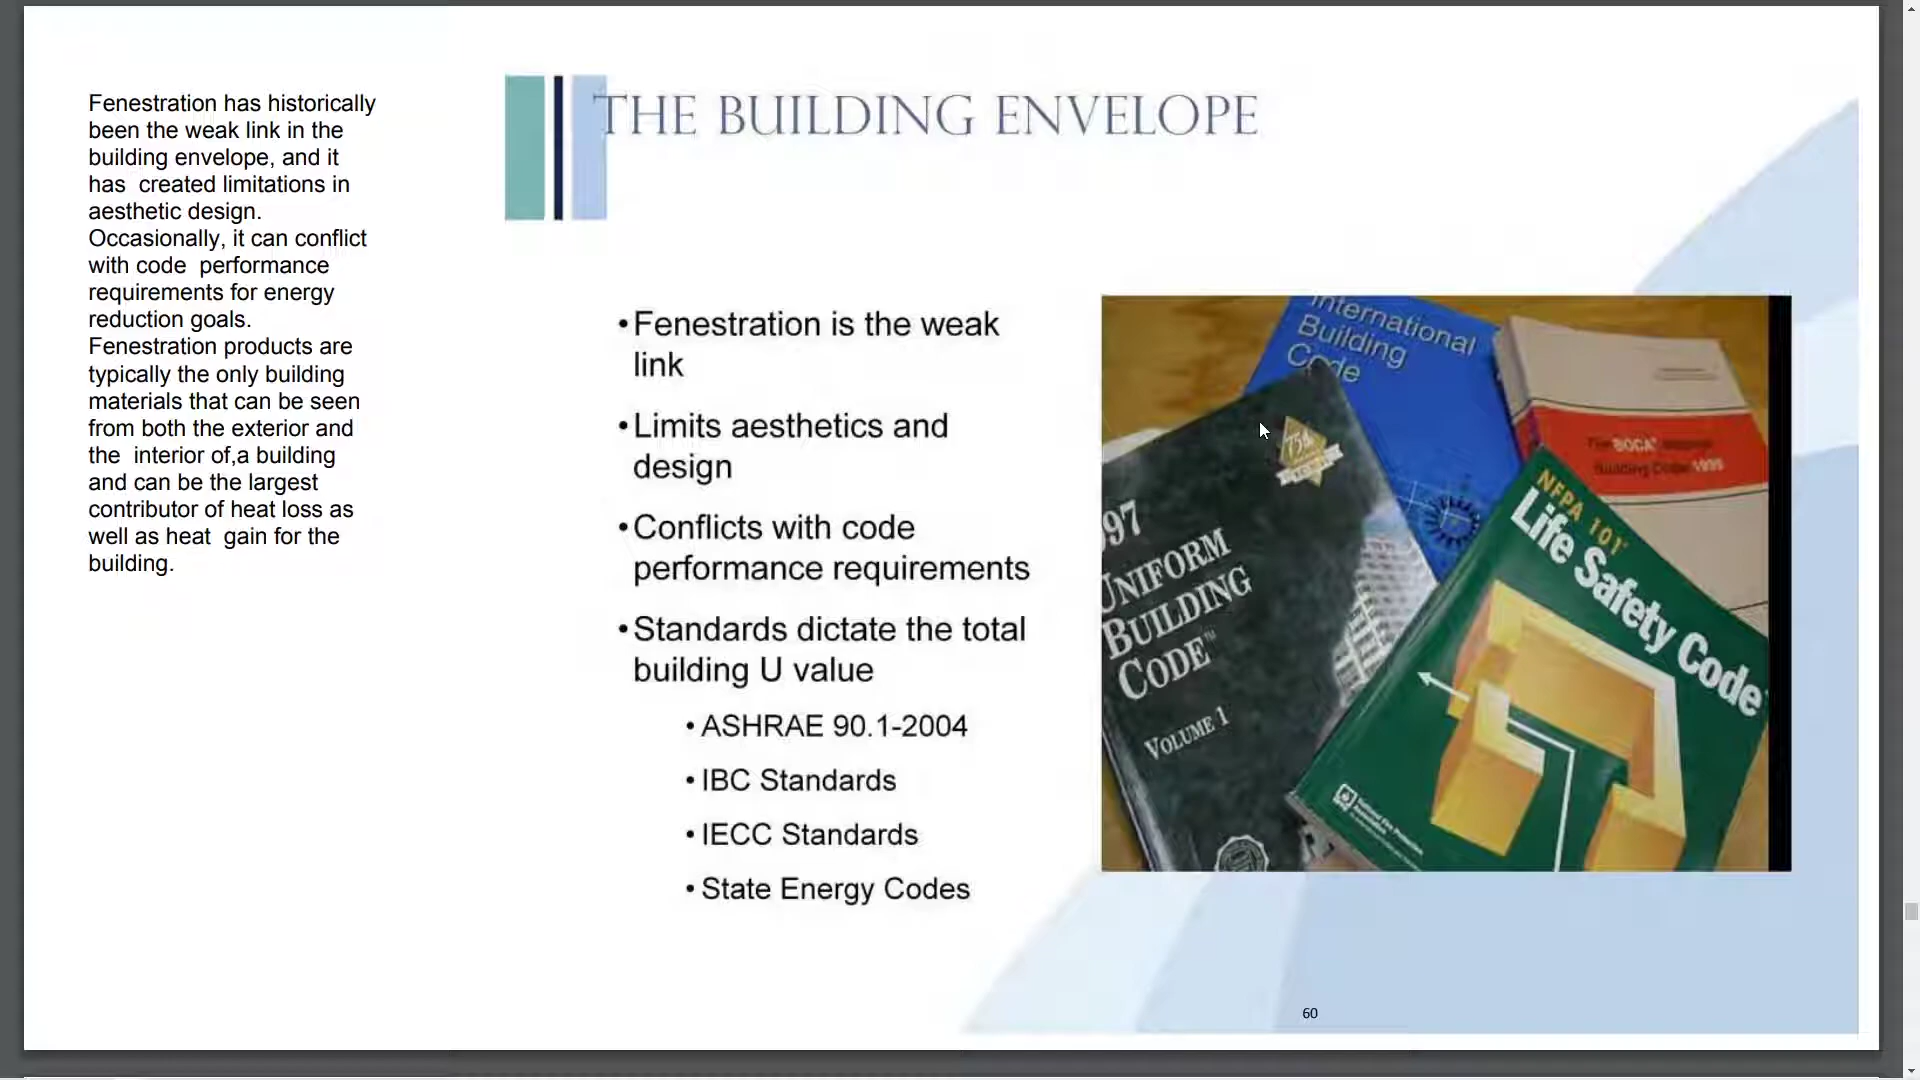 Fenestration has historically
been the weak link in the
building envelope, and it
has created limitations in
aesthetic design.
Occasionally, it can conflict
with code performance
requirements for energy
reduction goals.
Fenestration products are
typically the only building
materials that can be seen
from both the exterior and
the interior of,a building
and can be the largest
contributor of heat loss as
well as heat gain for the
building.
THE BUILDING ENVELOPE
•Fenestration is the weak
link
•Limits aesthetics and
design
•Conflicts with code
performance requirements
•Standards dictate the total
building U value
•ASHRAE 90.1-2004
•IBC Standards
•IECC Standards
•State Energy Codes
International
Building
Code
BOCA
Building Code 1999
75th
97
UNIFORM
BUILDING
CODE™
VOLUME 1
NFPA 101®
Life Safety Code
60